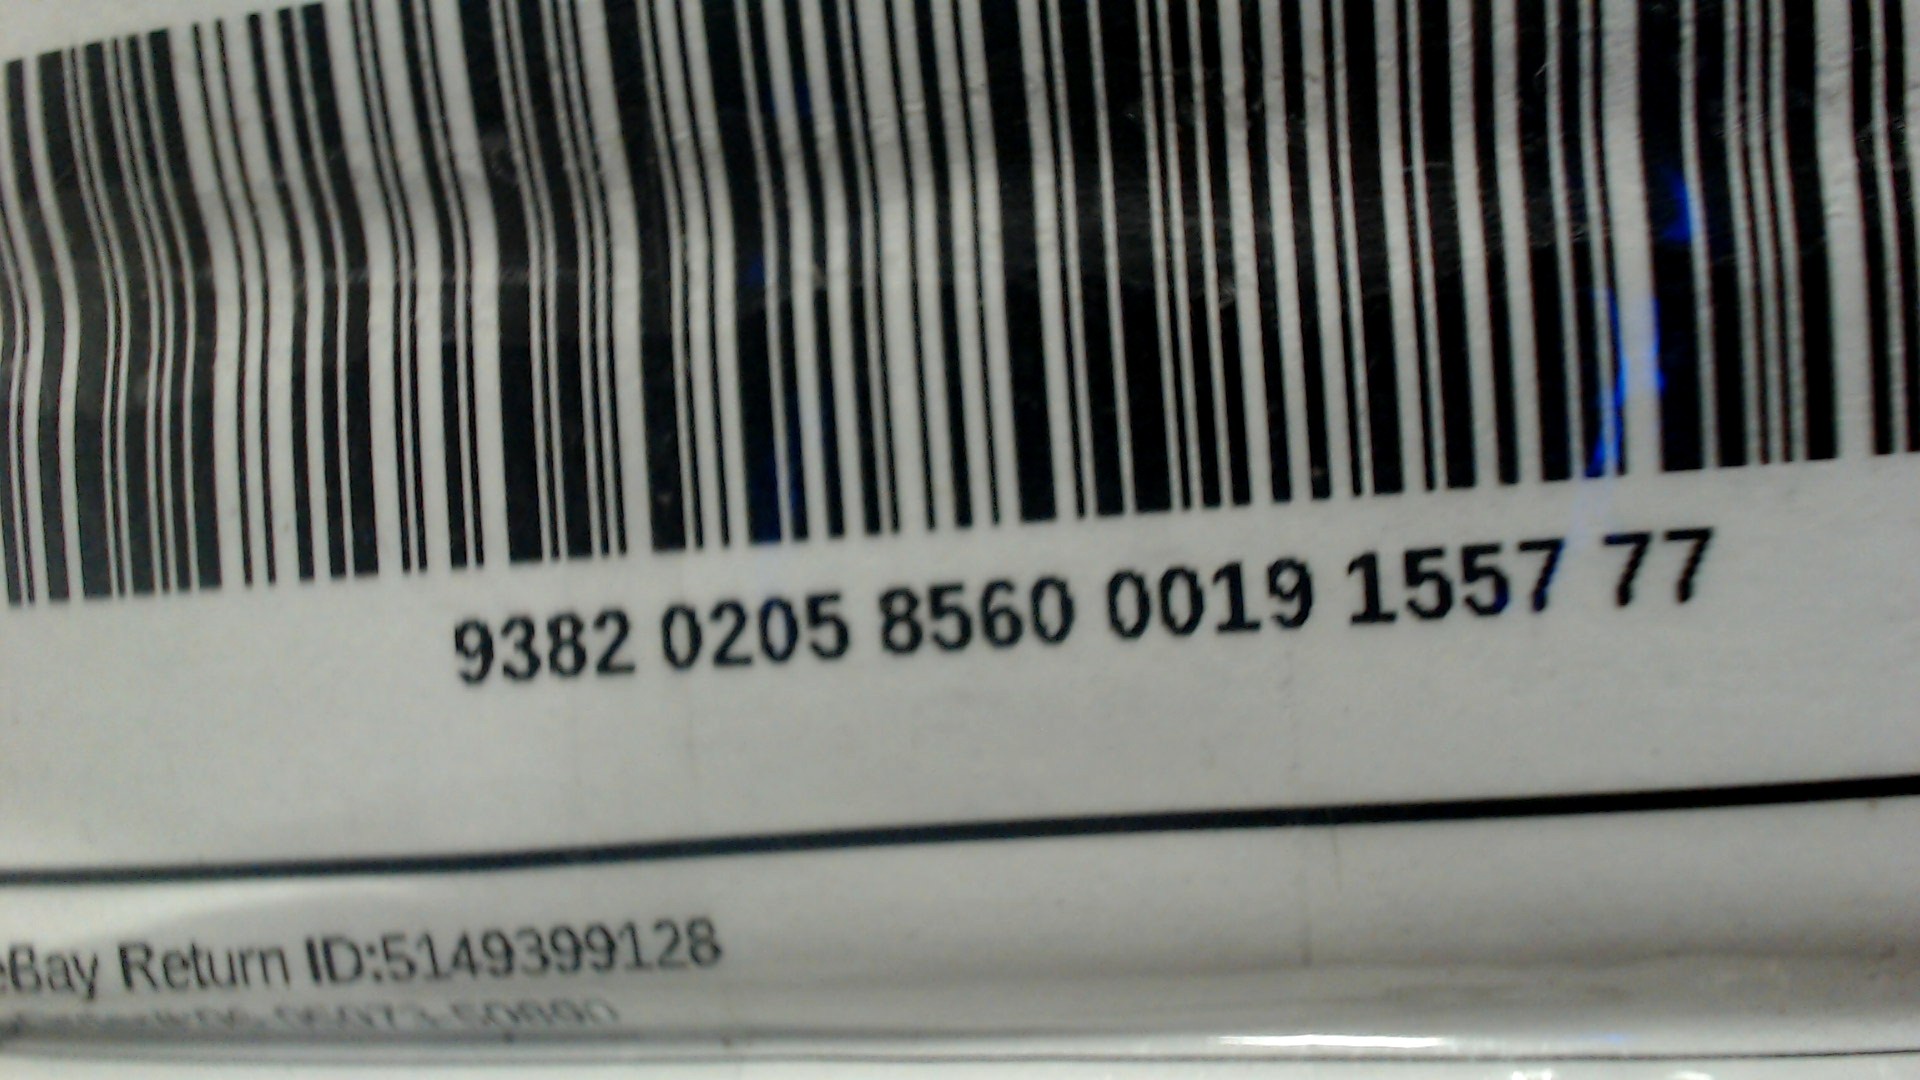 9382 0205 8560 0019 1557 77
eBay Return ID:5149399128